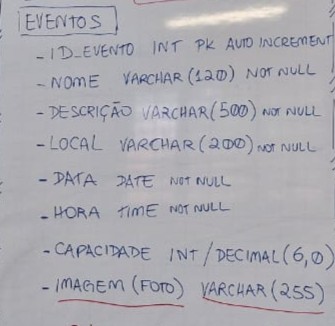 EVENTOS
- ID_EVENTO INT PK AUTO INCREMENT
- NOME VARCHAR (120) NOT NULL
- DESCRIÇÃO VARCHAR (500) NOT NULL
- LOCAL VARCHAR (200) NOT NULL
- DATA DATE NOT NULL
- HORA TIME NOT NULL
- CAPACIDADE INT / DECIMAL (6,0)
- IMAGEM (FOTO) VARCHAR (255)